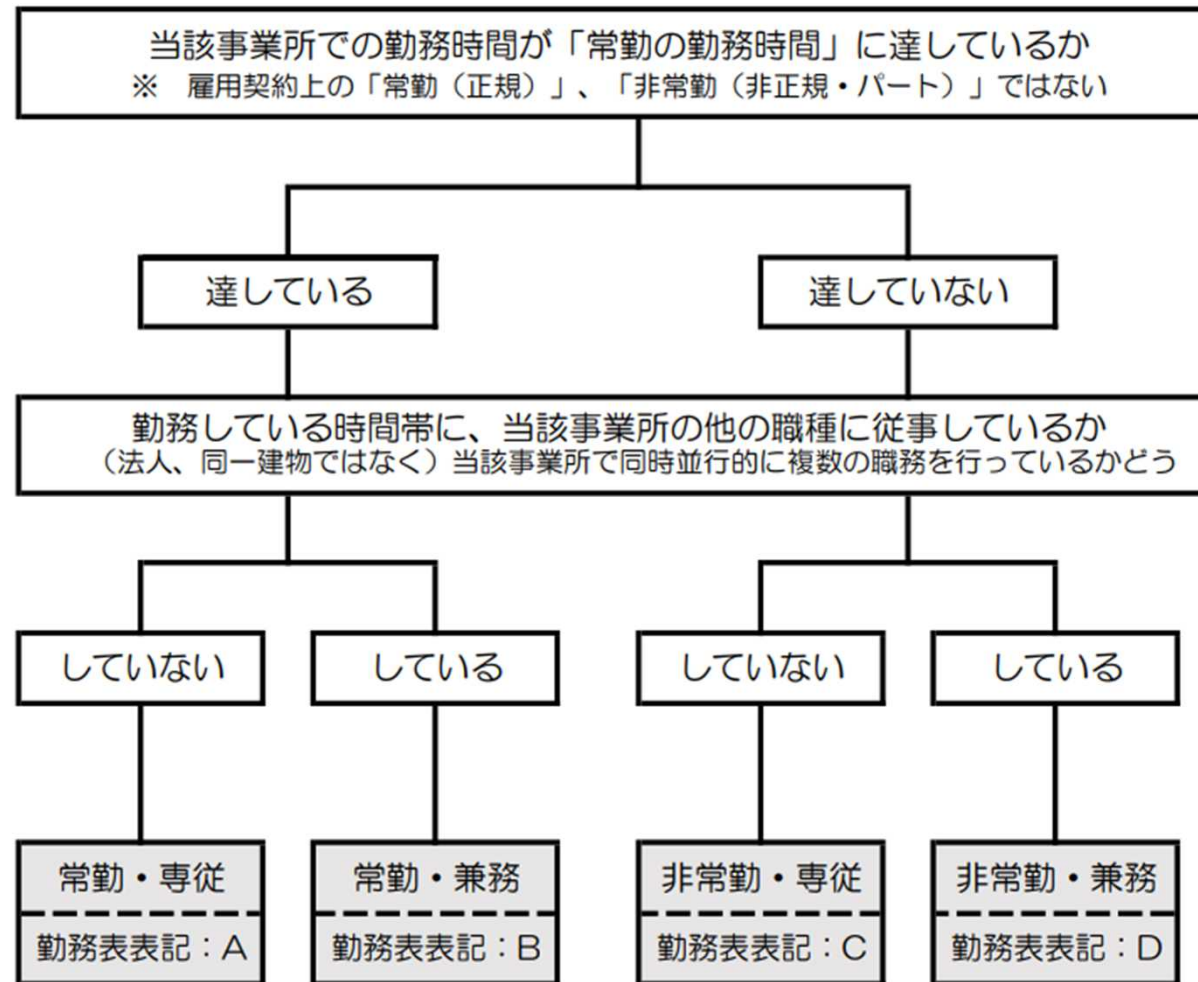 当該事業所での勤務時間が「常勤の勤務時間」に達しているか
※　雇用契約上の「常勤（正規）」、「非常勤（非正規・パート）」ではない
達している
達していない
勤務している時間帯に、当該事業所の他の職種に従事しているか
（法人、同一建物ではなく）当該事業所で同時並行的に複数の職務を行っているかどう
していない
している
していない
している
常勤・専従
勤務表表記：A
常勤・兼務
勤務表表記：B
非常勤・専従
勤務表表記：C
非常勤・兼務
勤務表表記：D